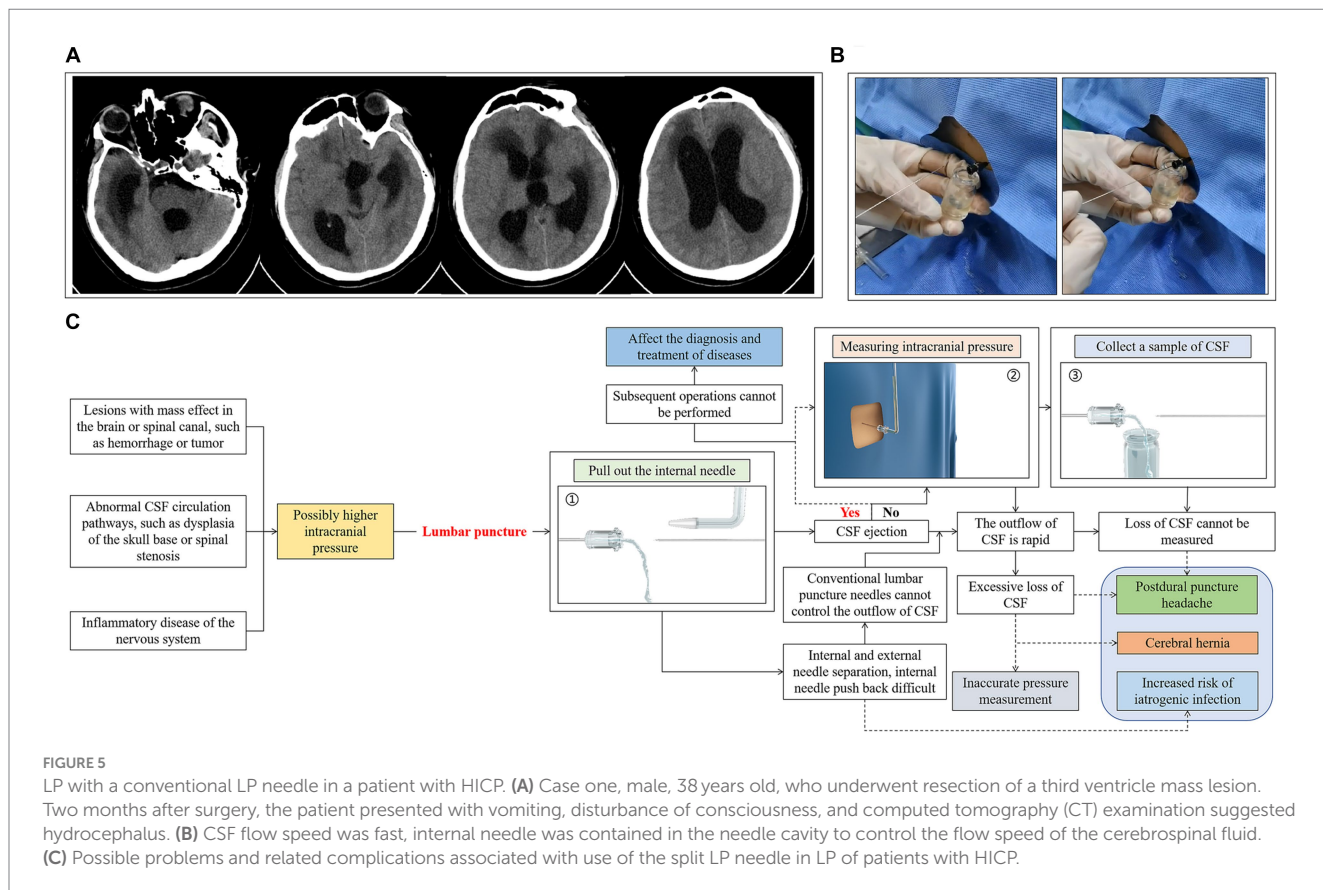 A
B
C
Affect the diagnosis and
treatment of diseases
Subsequent operations cannot
be performed
Measuring intracranial pressure
②
Collect a sample of CSF
③
Lesions with mass effect in
the brain or spinal canal, such
as hemorrhage or tumor
Abnormal CSF circulation
pathways, such as dysplasia
of the skull base or spinal
stenosis
Inflammatory disease of the
nervous system
Possibly higher
intracranial
pressure
Lumbar puncture
Pull out the internal needle
①
Yes No
CSF ejection
The outflow of
CSF is rapid
Loss of CSF cannot be
measured
Conventional lumbar
puncture needles cannot
control the outflow of CSF
Excessive loss of
CSF
Postdural puncture
headache
Cerebral hernia
Internal and external
needle separation, internal
needle push back difficult
Inaccurate pressure
measurement
Increased risk of
iatrogenic infection
FIGURE 5
LP with a conventional LP needle in a patient with HICP. (A) Case one, male, 38 years old, who underwent resection of a third ventricle mass lesion.
Two months after surgery, the patient presented with vomiting, disturbance of consciousness, and computed tomography (CT) examination suggested
hydrocephalus. (B) CSF flow speed was fast, internal needle was contained in the needle cavity to control the flow speed of the cerebrospinal fluid.
(C) Possible problems and related complications associated with use of the split LP needle in LP of patients with HICP.